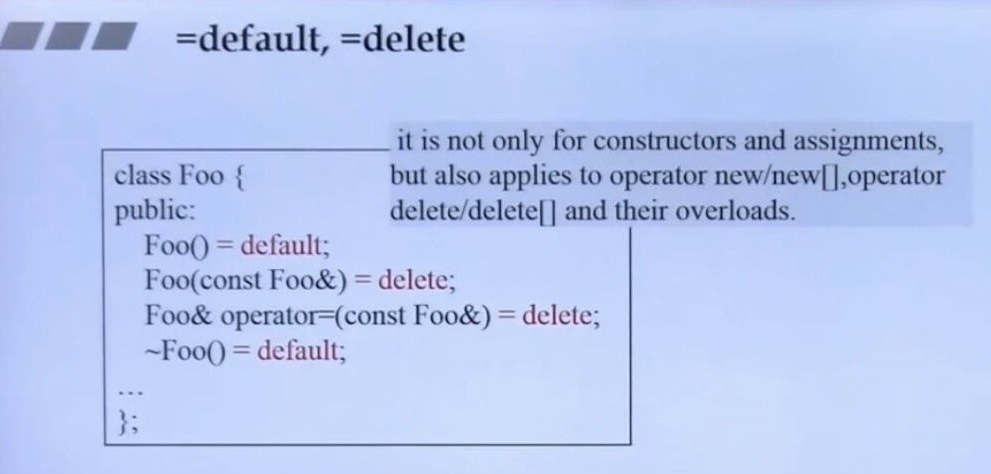 =default, =delete
it is not only for constructors and assignments,
but also applies to operator new/new[],operator
delete/delete[] and their overloads.
class Foo {
public:
Foo() = default;
Foo(const Foo&) = delete;
Foo& operator=(const Foo&) = delete;
~Foo() = default;
...
};